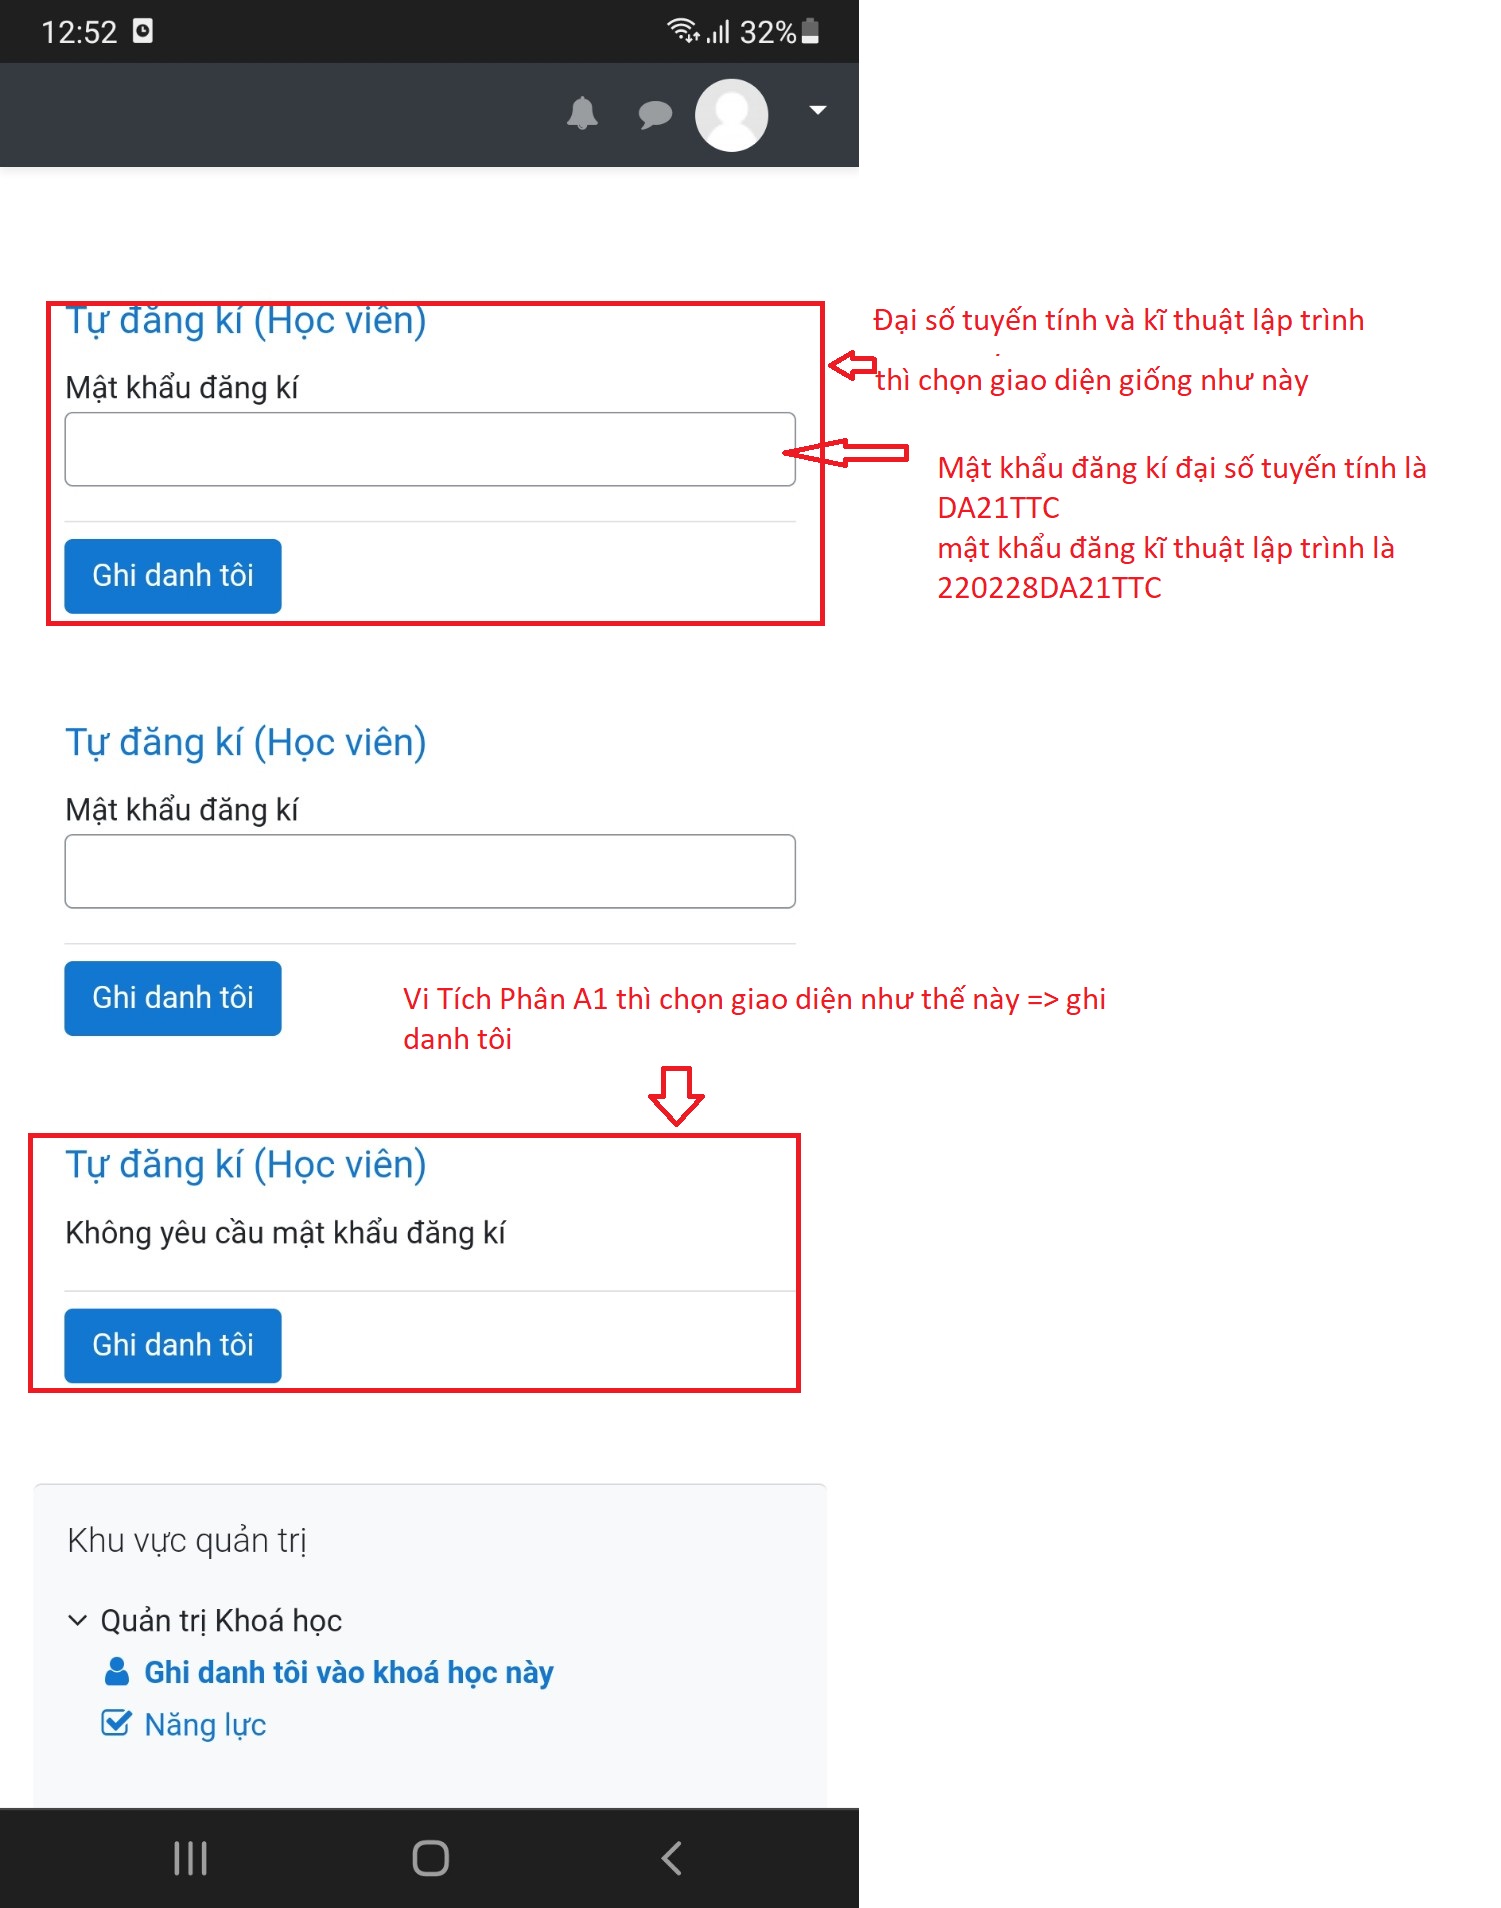 12:52
32%
Tự đăng kí (Học viên)
Đại số tuyến tính và kĩ thuật lập trình
thì chọn giao diện giống như này
Mật khẩu đăng kí
Mật khẩu đăng kí đại số tuyến tính là
DA21TTC
mật khẩu đăng kĩ thuật lập trình là
220228DA21TTC
Ghi danh tôi
Tự đăng kí (Học viên)
Mật khẩu đăng kí
Ghi danh tôi
Vi Tích Phân A1 thì chọn giao diện như thế này => ghi
danh tôi
Tự đăng kí (Học viên)
Không yêu cầu mật khẩu đăng kí
Ghi danh tôi
Khu vực quản trị
Quản trị Khoá học
Ghi danh tôi vào khoá học này
Năng lực